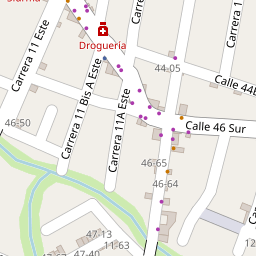 Droguería
Carrera 11 Este
44-05
Calle 44B
Carrera 11 Bis A Este
Carrera 11A Este
46-50
Calle 46 Sur
46-65
46-64
47-13
11-63
47-40